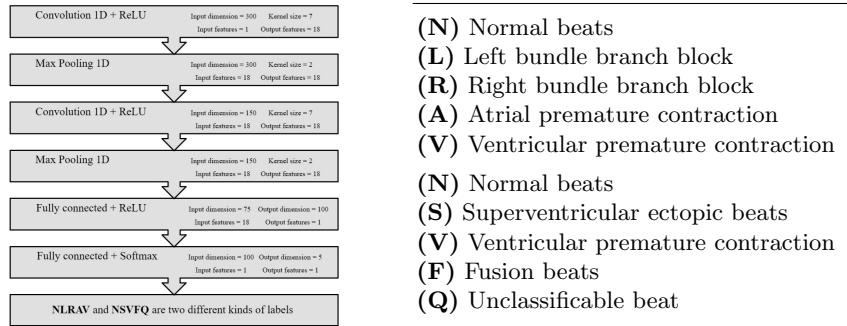 Convolution 1D + ReLU
Input dimension = 300 Kernel size = 7
Input features = 1 Output features = 18
Max Pooling 1D
Input dimension = 300 Kernel size = 2
Input features = 18 Output features = 18
Convolution 1D + ReLU
Input dimension = 150 Kernel size = 7
Input features = 18 Output features = 18
Max Pooling 1D
Input dimension = 150 Kernel size = 2
Input features = 18 Output features = 18
Fully connected + ReLU
Input dimension = 75 Output dimension = 100
Input features = 18 Output features = 1
Fully connected + Softmax
Input dimension = 100 Output dimension = 5
Input features = 1 Output features = 1
NLRAV and NSVFQ are two different kinds of labels
(N) Normal beats
(L) Left bundle branch block
(R) Right bundle branch block
(A) Atrial premature contraction
(V) Ventricular premature contraction
(N) Normal beats
(S) Superventricular ectopic beats
(V) Ventricular premature contraction
(F) Fusion beats
(Q) Unclassificable beat